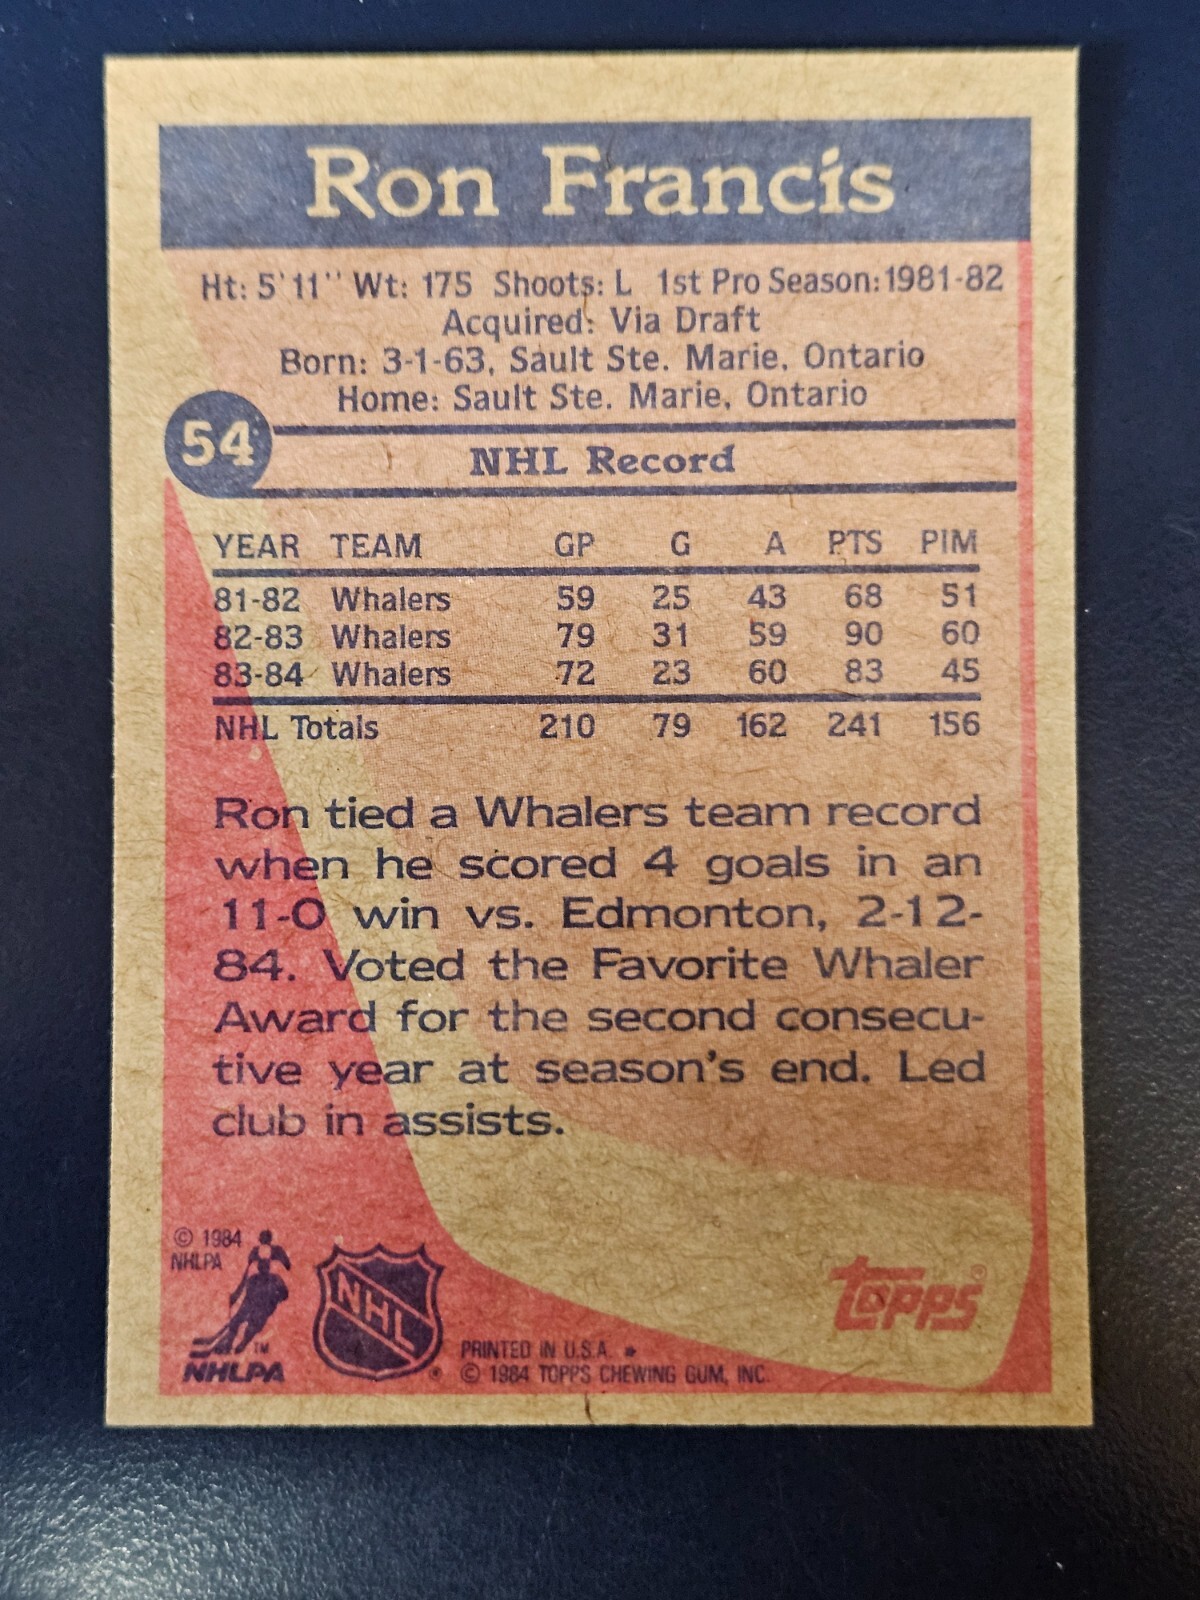 Ron Francis
Ht: 5'11" Wt: 175 Shoots: L 1st Pro Season: 1981-82
Acquired: Via Draft
Born: 3-1-63, Sault Ste. Marie, Ontario
Home: Sault Ste. Marie, Ontario
54
NHL Record
YEAR TEAM GP G A PTS PIM
81-82 Whalers 59 25 43 68 51
82-83 Whalers 79 31 59 90 60
83-84 Whalers 72 23 60 83 45
NHL Totals 210 79 162 241 156
Ron tied a Whalers team record
when he scored 4 goals in an
11-0 win vs. Edmonton, 2-12-
84. Voted the Favorite Whaler
Award for the second consecu-
tive year at season's end. Led
club in assists.
© 1984
NHLPA
TM
NHLPA
NHL
®
PRINTED IN U.S.A. *
© 1984 TOPPS CHEWING GUM, INC.
topps®